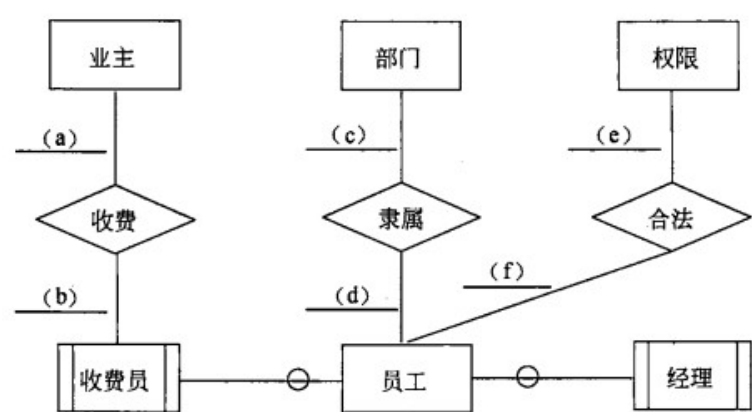 业主 部门 权限
(a) (c) (e)
收费 隶属 合法
(f)
(b) (d)
收费员 员工 经理